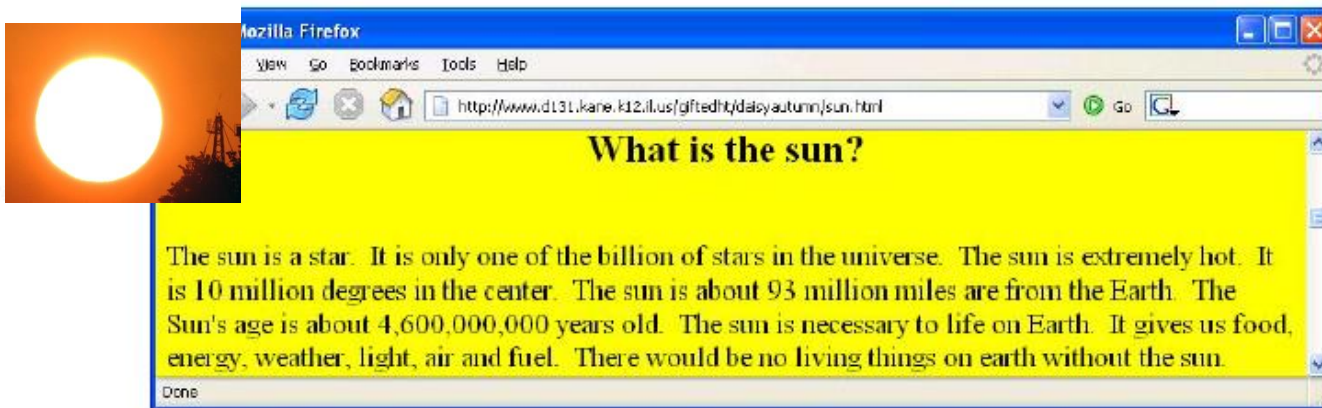 Mozilla Firefox
View Go Bookmarks Tools Help
http://www.d131.kane.k12.il.us/giftedht/daisyautumn/sun.html Go G
What is the sun?
The sun is a star. It is only one of the billion of stars in the universe. The sun is extremely hot. It
is 10 million degrees in the center. The sun is about 93 million miles are from the Earth. The
Sun's age is about 4,600,000,000 years old. The sun is necessary to life on Earth. It gives us food,
energy, weather, light, air and fuel. There would be no living things on earth without the sun.
Done